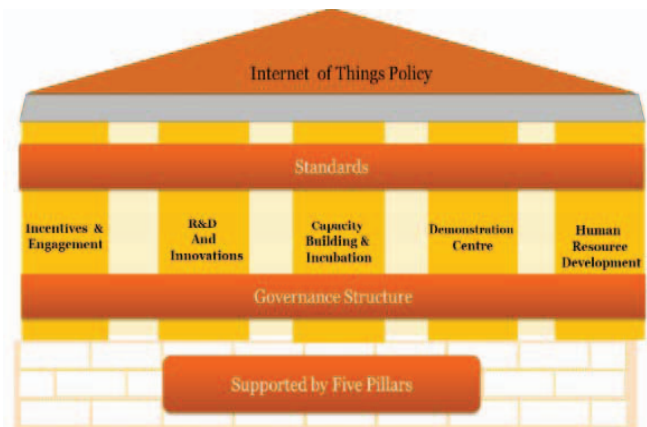 Internet of Things Policy
Standards
Incentives &
Engagement
R&D
And
Innovations
Capacity
Building &
Incubation
Demonstration
Centre
Human
Resource
Development
Governance Structure
Supported by Five Pillars